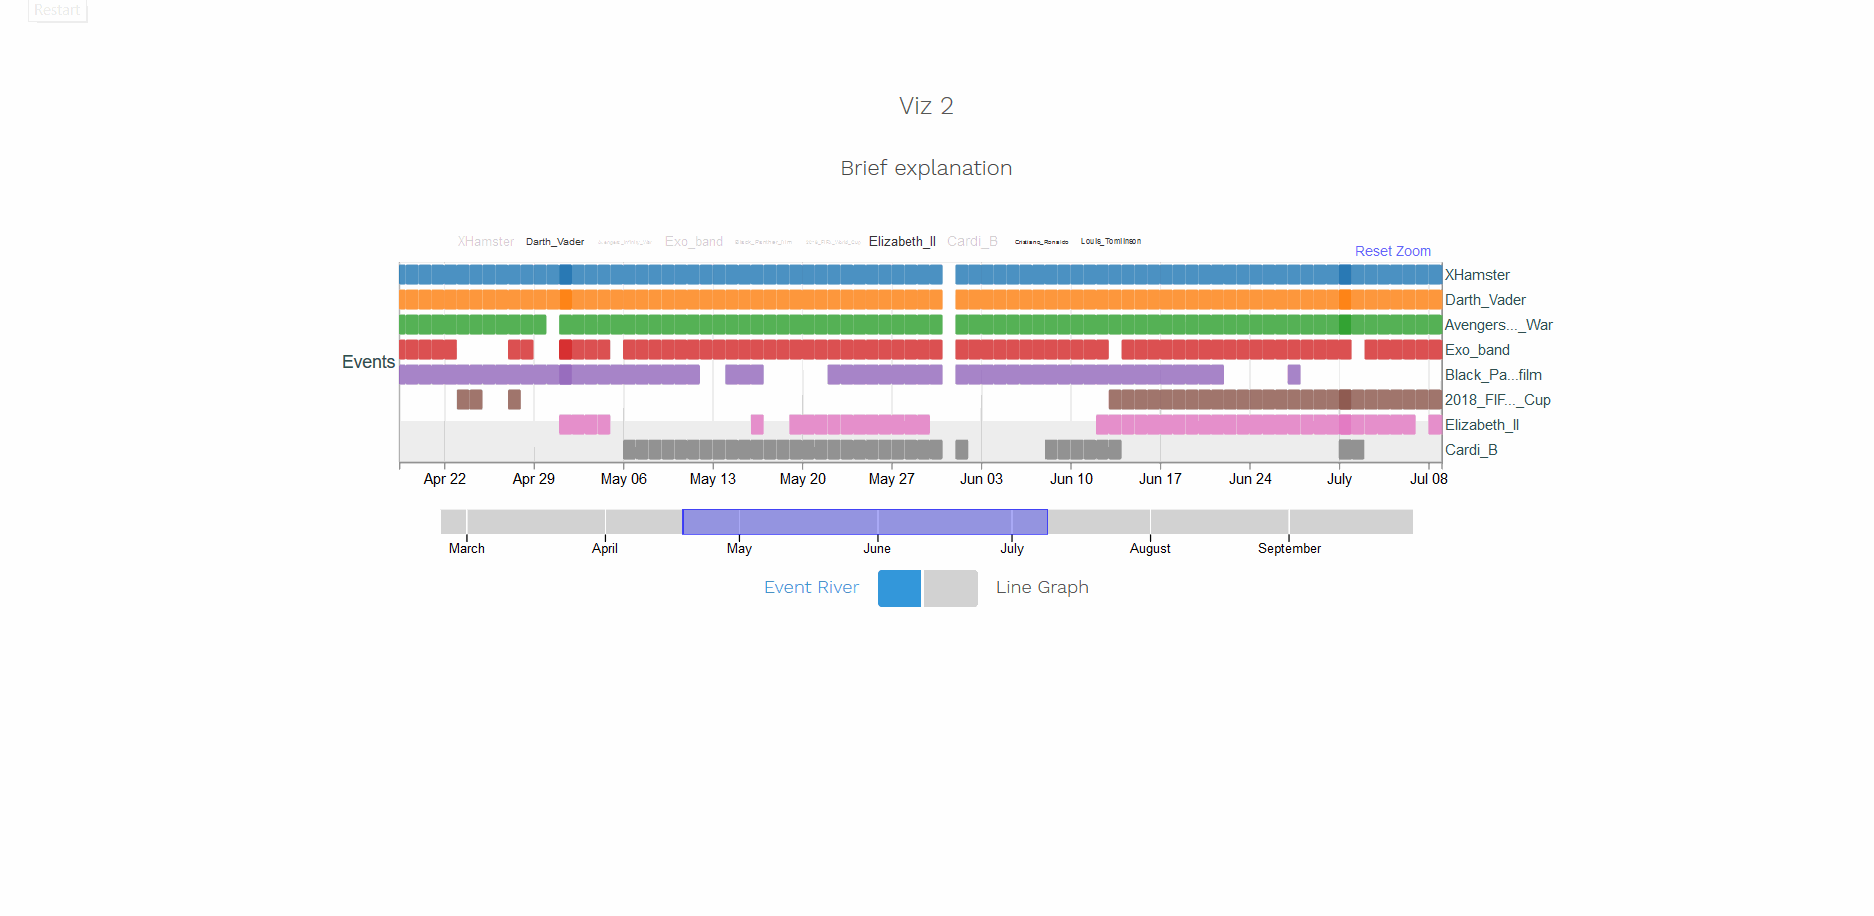 Restart
Viz 2
Brief explanation
XHamster Darth_Vader Avengers_Infinity_War Exo_band Black_Panther_film 2018_FIFA_World_Cup Elizabeth_II Cardi_B Cristiano_Ronaldo Louis_Tomlinson
Reset Zoom
XHamster
Darth_Vader
Avengers..._War
Exo_band
Events
Black_Pa...film
2018_FIF..._Cup
Elizabeth_II
Cardi_B
Apr 22 Apr 29 May 06 May 13 May 20 May 27 Jun 03 Jun 10 Jun 17 Jun 24 July Jul 08
March April May June July August September
Event River Line Graph